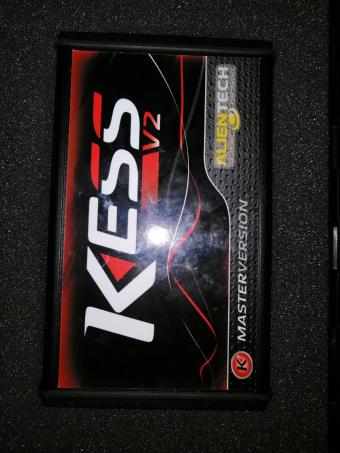 KESS
V2
ALIENTECH
MASTERVERSION
K